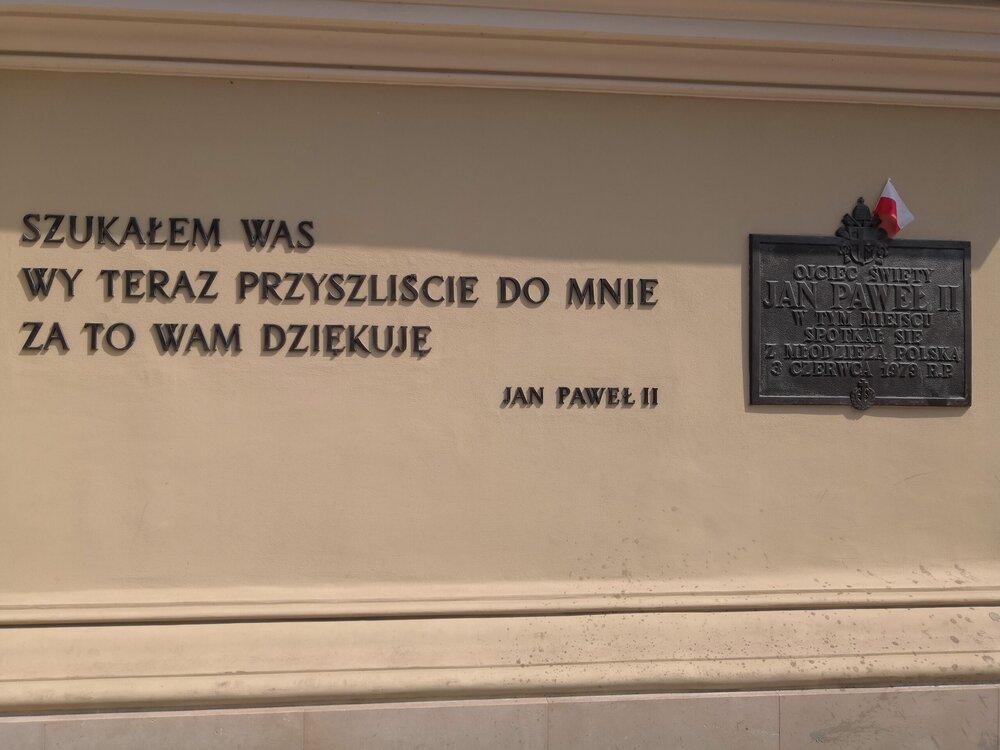 SZUKAŁEM WAS
WY TERAZ PRZYSZLIŚCIE DO MNIE
ZA TO WAM DZIĘKUJĘ
JAN PAWEŁ II
OJCIEC ŚWIĘTY
JAN PAWEŁ II
W TYM MIEJSCU
SPOTKAŁ SIĘ
Z MŁODZIEŻĄ POLSKĄ
3 CZERWCA 1979 R.P.